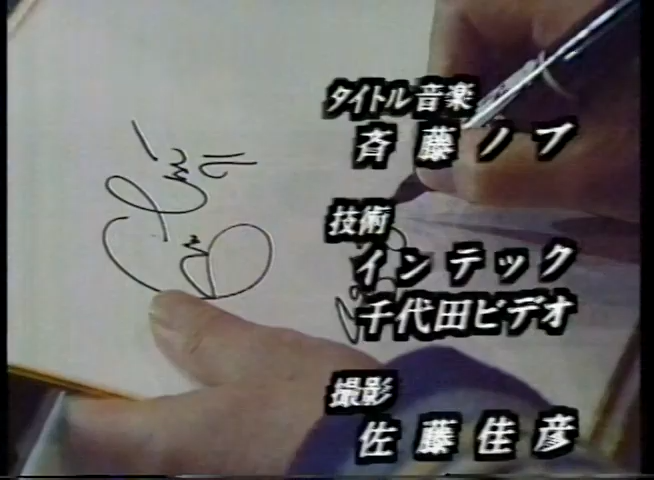 タイトル音楽
斉藤ノブ
技術
インテック
千代田ビデオ
撮影
佐藤佳彦